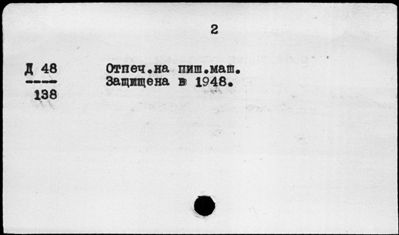 2
Д 48 Отпеч.на пиш.маш.
---- Защищена в 1948.
138